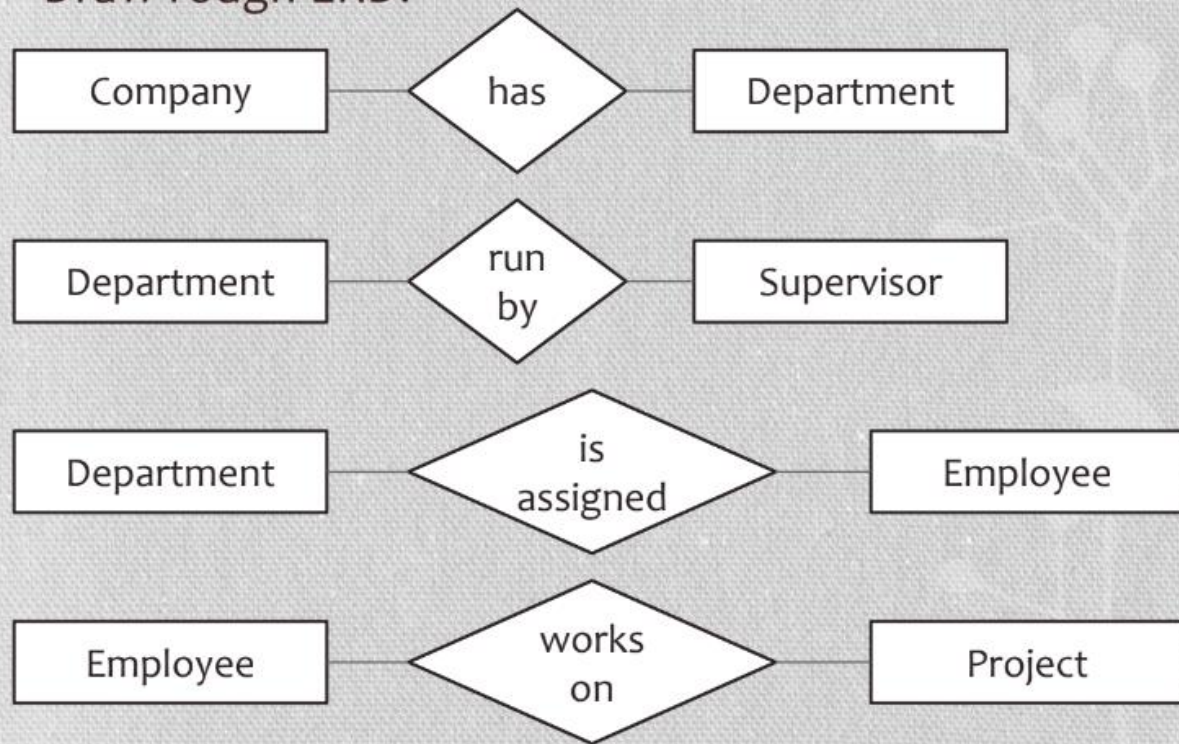 Company
has
Department
Department
run
by
Supervisor
Department
is
assigned
Employee
Employee
works
on
Project